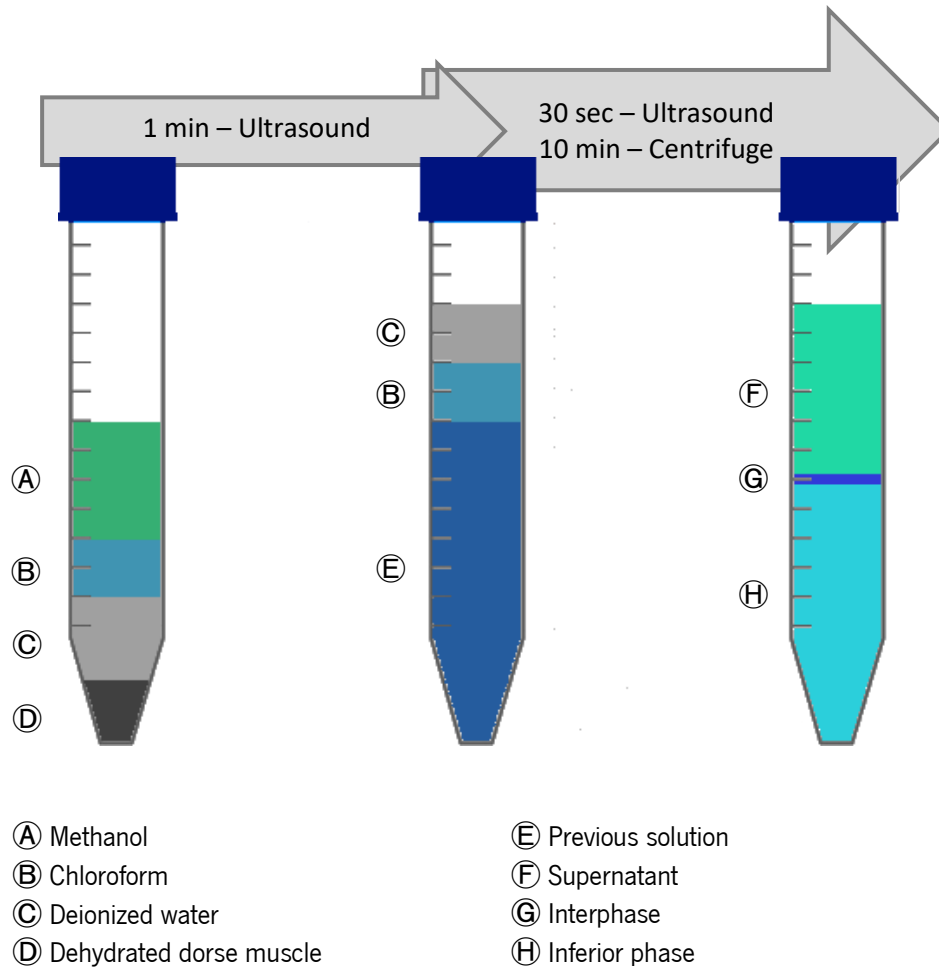 1 min – Ultrasound
30 sec – Ultrasound
10 min – Centrifuge
Ⓒ
Ⓑ
Ⓕ
Ⓐ
Ⓖ
Ⓑ
Ⓔ
Ⓗ
Ⓒ
Ⓓ
Ⓐ Methanol
Ⓑ Chloroform
Ⓒ Deionized water
Ⓓ Dehydrated dorse muscle
Ⓔ Previous solution
Ⓕ Supernatant
Ⓖ Interphase
Ⓗ Inferior phase